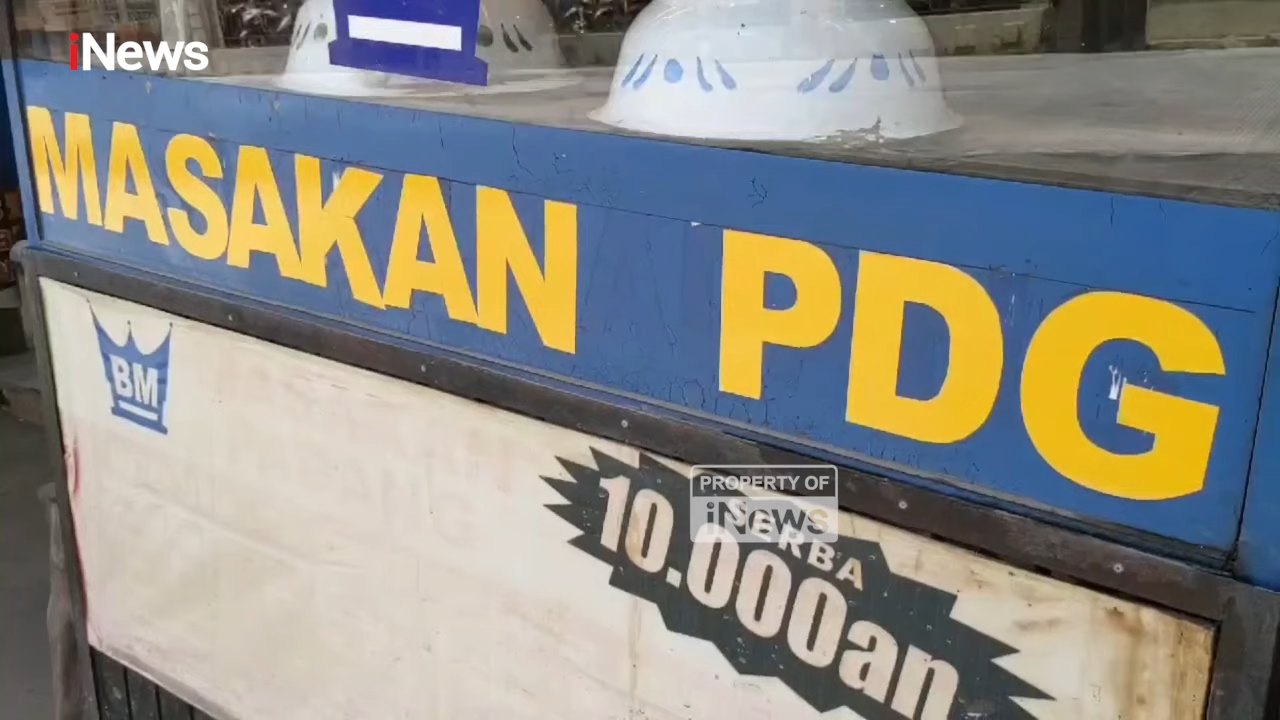 iNews
MASAKAN PDG
BM
PROPERTY OF
iNews
SERBA
10.000an